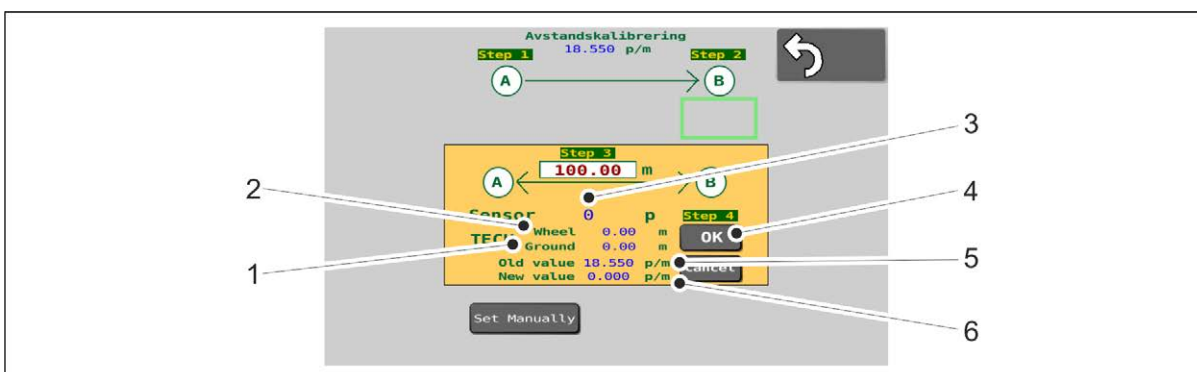 Avstandskalibrering
18.550 p/m
Step 1
Step 2
A
B
3
Step 3
100.00 m
A
B
2
4
Sensor 0 p
Step 4
Wheel 0.00 m
OK
Ground 0.00 m
1
5
Old value 18.550 p/m
Cancel
New value 0.000 p/m
6
Set Manually